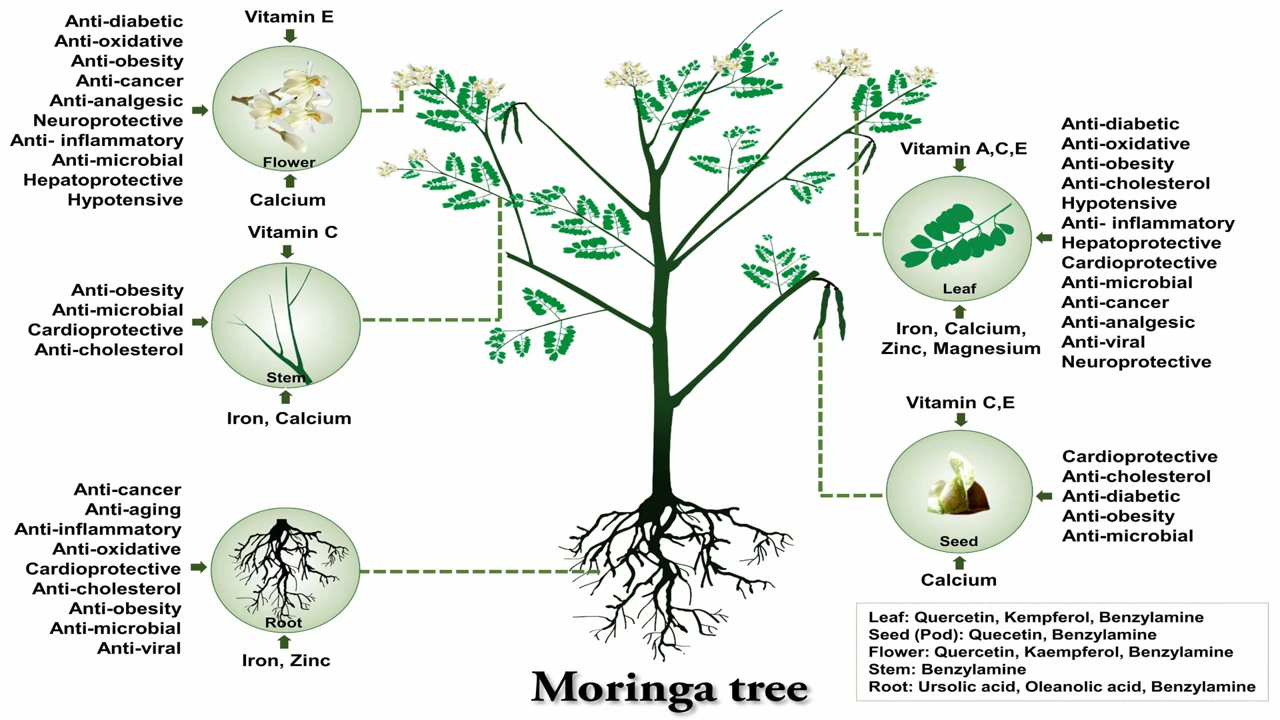 Anti-diabetic
Anti-oxidative
Anti-obesity
Anti-cancer
Anti-analgesic
Neuroprotective
Anti- inflammatory
Anti-microbial
Hepatoprotective
Hypotensive
Vitamin E
Flower
Calcium
Vitamin C
Anti-obesity
Anti-microbial
Cardioprotective
Anti-cholesterol
Stem
Iron, Calcium
Anti-cancer
Anti-aging
Anti-inflammatory
Anti-oxidative
Cardioprotective
Anti-cholesterol
Anti-obesity
Anti-microbial
Anti-viral
Root
Iron, Zinc
Vitamin A,C,E
Leaf
Iron, Calcium,
Zinc, Magnesium
Anti-diabetic
Anti-oxidative
Anti-obesity
Anti-cholesterol
Hypotensive
Anti- inflammatory
Hepatoprotective
Cardioprotective
Anti-microbial
Anti-cancer
Anti-analgesic
Anti-viral
Neuroprotective
Vitamin C,E
Seed
Calcium
Cardioprotective
Anti-cholesterol
Anti-diabetic
Anti-obesity
Anti-microbial
Leaf: Quercetin, Kempferol, Benzylamine
Seed (Pod): Quecetin, Benzylamine
Flower: Quercetin, Kaempferol, Benzylamine
Stem: Benzylamine
Root: Ursolic acid, Oleanolic acid, Benzylamine
Moringa tree